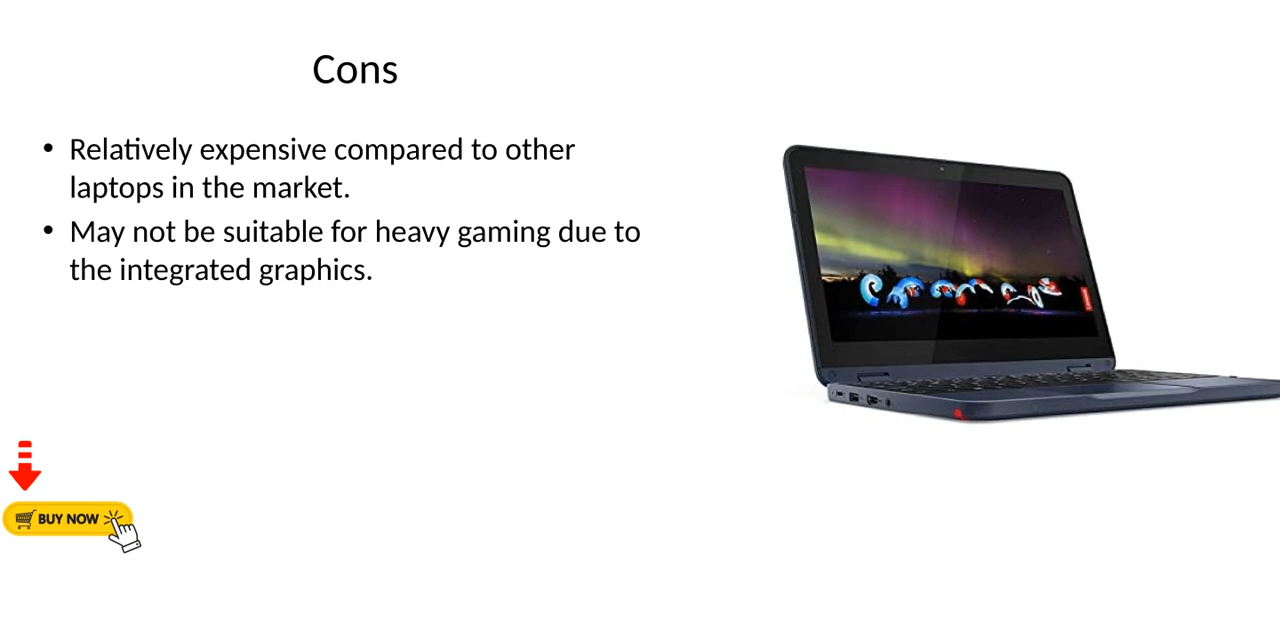 Cons
• Relatively expensive compared to other
laptops in the market.
• May not be suitable for heavy gaming due to
the integrated graphics.
BUY NOW